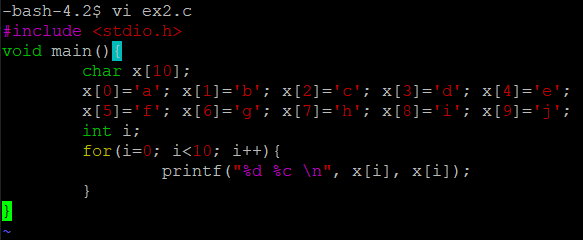 -bash-4.2$ vi ex2.c
#include <stdio.h>
void main(){
char x[10];
x[0]='a'; x[1]='b'; x[2]='c'; x[3]='d'; x[4]='e';
x[5]='f'; x[6]='g'; x[7]='h'; x[8]='i'; x[9]='j';
int i;
for(i=0; i<10; i++){
printf("%d %c \n", x[i], x[i]);
}
}
~